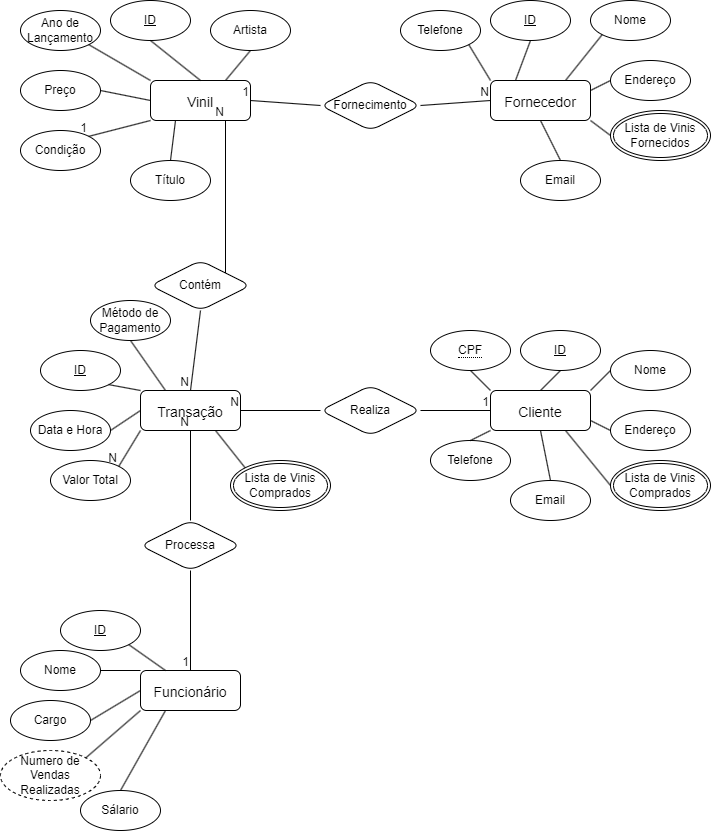 Ano de
Lançamento
ID
Artista
Telefone
ID
Nome
Preço
1
Vinil
N
Fornecimento
N
Fornecedor
Endereço
Lista de Vinis
Fornecidos
1
Condição
Título
Email
Contém
Método de
Pagamento
ID
N
Transação
N
N
Realiza
1
Cliente
CPF
ID
Nome
Endereço
Data e Hora
N
Valor Total
Lista de Vinis
Comprados
Telefone
Email
Lista de Vinis
Comprados
Processa
ID
1
Nome
Funcionário
Cargo
Numero de
Vendas
Realizadas
Sálario